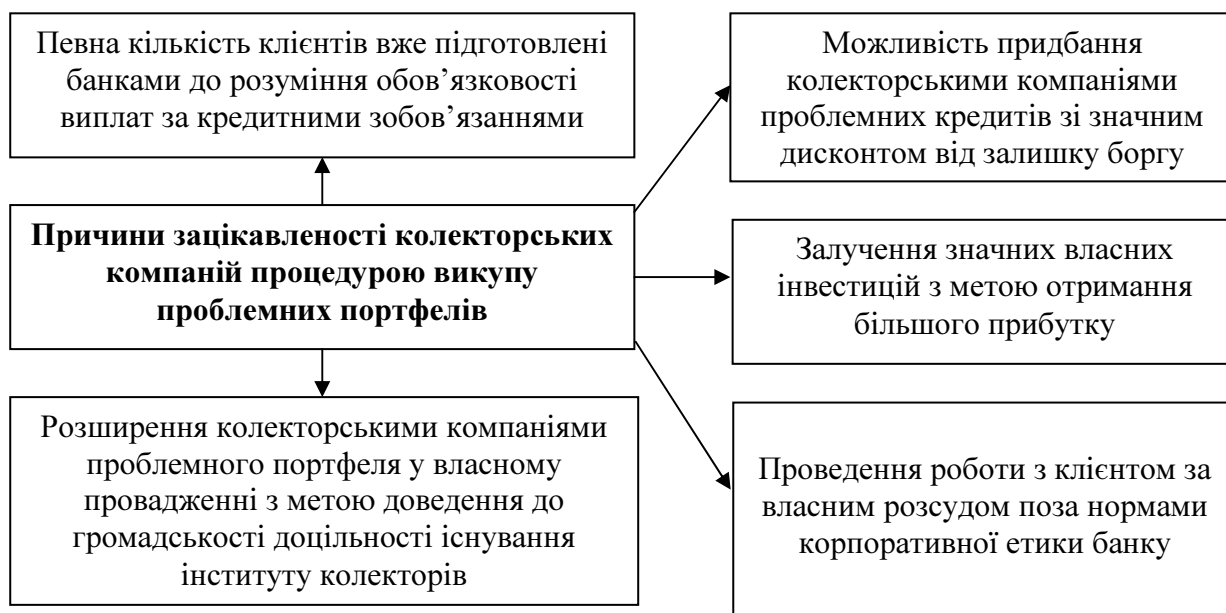 Певна кількість клієнтів вже підготовлені
банками до розуміння обов’язковості
виплат за кредитними зобов’язаннями
Можливість придбання
колекторськими компаніями
проблемних кредитів зі значним
дисконтом від залишку боргу
Причини зацікавленості колекторських
компаній процедурою викупу
проблемних портфелів
Залучення значних власних
інвестицій з метою отримання
більшого прибутку
Розширення колекторськими компаніями
проблемного портфеля у власному
провадженні з метою доведення до
громадськості доцільності існування
інституту колекторів
Проведення роботи з клієнтом за
власним розсудом поза нормами
корпоративної етики банку